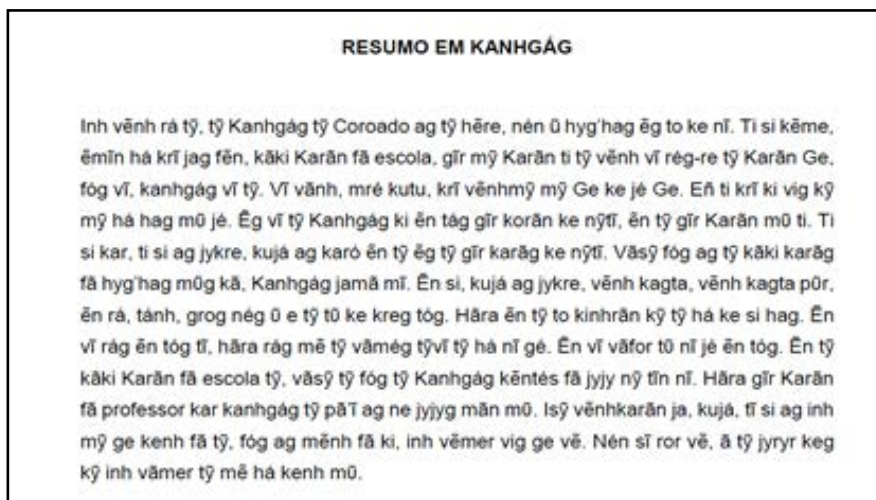 RESUMO EM KANHGÁG
Inh vẽnh rá tỹ, tỹ Kanhgág tỹ Coroado ag tỹ hẽre, nén ũ hyg'hag ẽg to ke nĩ. Ti si kẽme,
ẽmĩn há krĩ jag fẽn, kãki Karãn fã escola, gĩr mỹ Karãn ti tỹ vẽnh vĩ rég-re tỹ Karãn Ge,
fóg vĩ, kanhgág vĩ tỹ. Vĩ vãnh, mré kutu, krĩ vẽnhmỹ mỹ Ge ke jé Ge. Eñ ti krĩ ki vig kỹ
mỹ há hag mũ jé. Ẽg vĩ tỹ Kanhgág ki ẽn tág gĩr korãn ke nỹtĩ, ẽn tỹ gĩr Karãn mũ ti. Ti
si kar, ti si ag jykre, kujá ag karó ẽn tỹ ẽg tỹ gĩr karãg ke nỹtĩ. Vãsỹ fóg ag tỹ kãki karãg
fã hyg'hag mũg kã, Kanhgág jamã mĩ. Ẽn si, kujá ag jykre, vẽnh kagta, vẽnh kagta pũr,
ẽn rá, tánh, grog nég ũ e tỹ tũ ke kreg tóg. Hãra ẽn tỹ to kinhrãn kỹ tỹ há ke si hag. Ẽn
vĩ rág ẽn tóg tĩ, hãra rág mẽ tỹ vãmég tỹvĩ tỹ há nĩ gé. Ẽn vĩ vãfor tũ nĩ jé ẽn tóg. Ẽn tỹ
kãki Karãn fã escola tỹ, vãsỹ tỹ fóg tỹ Kanhgág kẽntés fã jyjy nỹ tĩn nĩ. Hãra gĩr Karãn
fã professor kar kanhgág tỹ pã'ĩ ag ne jyjyg mãn mũ. Isỹ vẽnhkarãn ja, kujá, tĩ si ag inh
mỹ ge kenh fã tỹ, fóg ag mẽnh fã ki, inh vẽmer vig ge vẽ. Nén sĩ ror vẽ, ã tỹ jyryr keg
kỹ inh vãmer tỹ mẽ há kenh mũ.